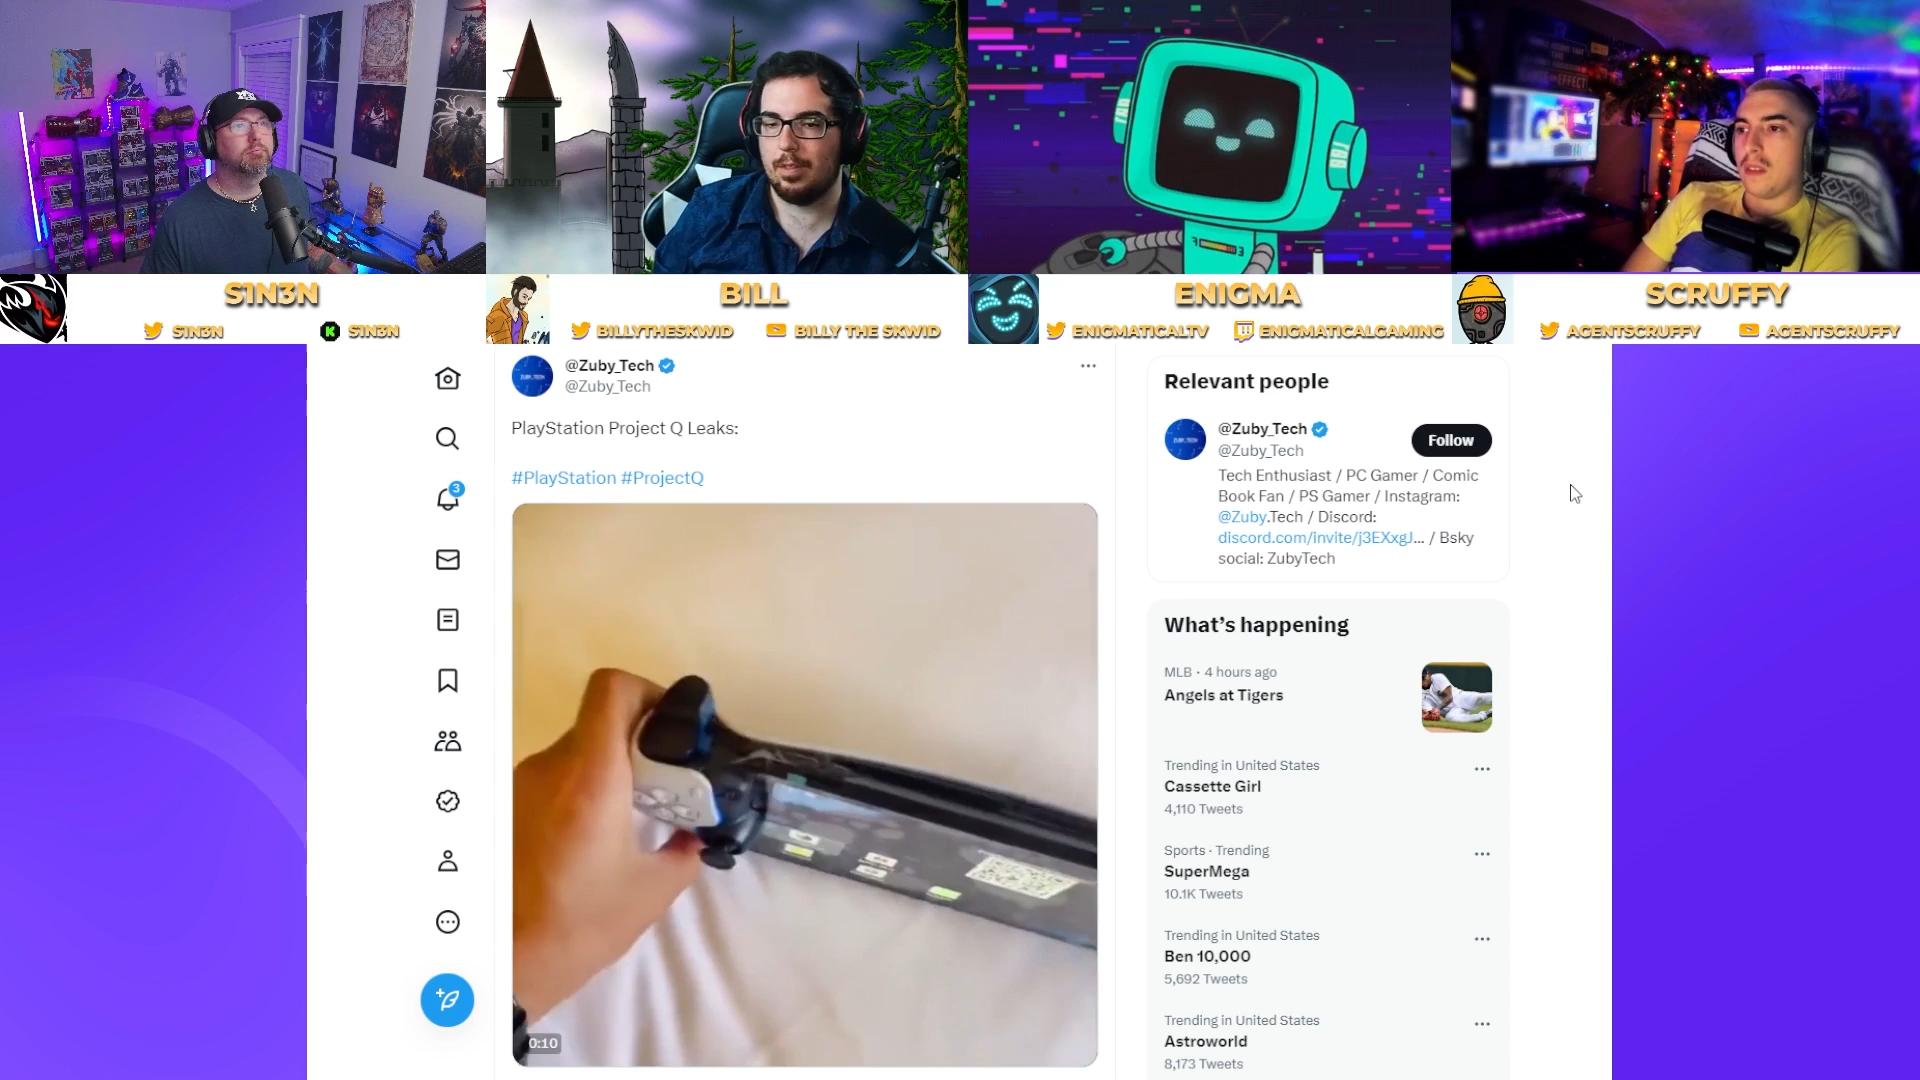 S1N3N
S1N3N
K S1N3N
BILL
BILLYTHESKWID
BILLY THE SKWID
ENIGMA
ENIGMATICALTV
ENIGMATICALGAMING
SCRUFFY
AGENTSCRUFFY
AGENTSCRUFFY
@Zuby_Tech
@Zuby_Tech
PlayStation Project Q Leaks:
#PlayStation #ProjectQ
0:10
3
Relevant people
@Zuby_Tech
@Zuby_Tech
Follow
Tech Enthusiast / PC Gamer / Comic
Book Fan / PS Gamer / Instagram:
@Zuby.Tech / Discord:
discord.com/invite/j3EXxgJ... / Bsky
social: ZubyTech
What's happening
MLB · 4 hours ago
Angels at Tigers
Trending in United States
Cassette Girl
4,110 Tweets
Sports · Trending
SuperMega
10.1K Tweets
Trending in United States
Ben 10,000
5,692 Tweets
Trending in United States
Astroworld
8,173 Tweets